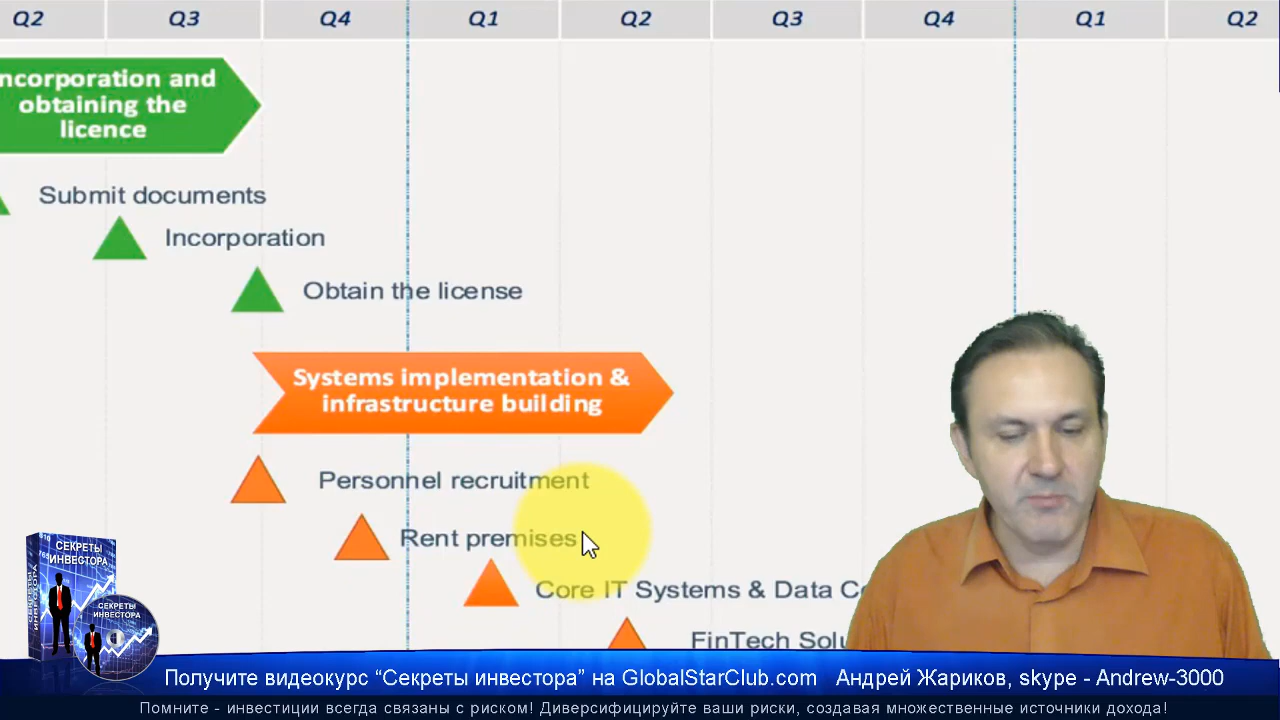 Q2 Q3 Q4 Q1 Q2 Q3 Q4 Q1 Q2
ncorporation and
obtaining the
licence
Submit documents
Incorporation
Obtain the license
Systems implementation &
infrastructure building
Personnel recruitment
Rent premises
Core IT Systems & Data C
FinTech Solu
СЕКРЕТЫ
ИНВЕСТОРА
СЕКРЕТЫ
ИНВЕСТОРА
СЕКРЕТЫ
ИНВЕСТОРА
Получите видеокурс “Секреты инвестора” на GlobalStarClub.com Андрей Жариков, skype - Andrew-3000
Помните - инвестиции всегда связаны с риском! Диверсифицируйте ваши риски, создавая множественные источники дохода!